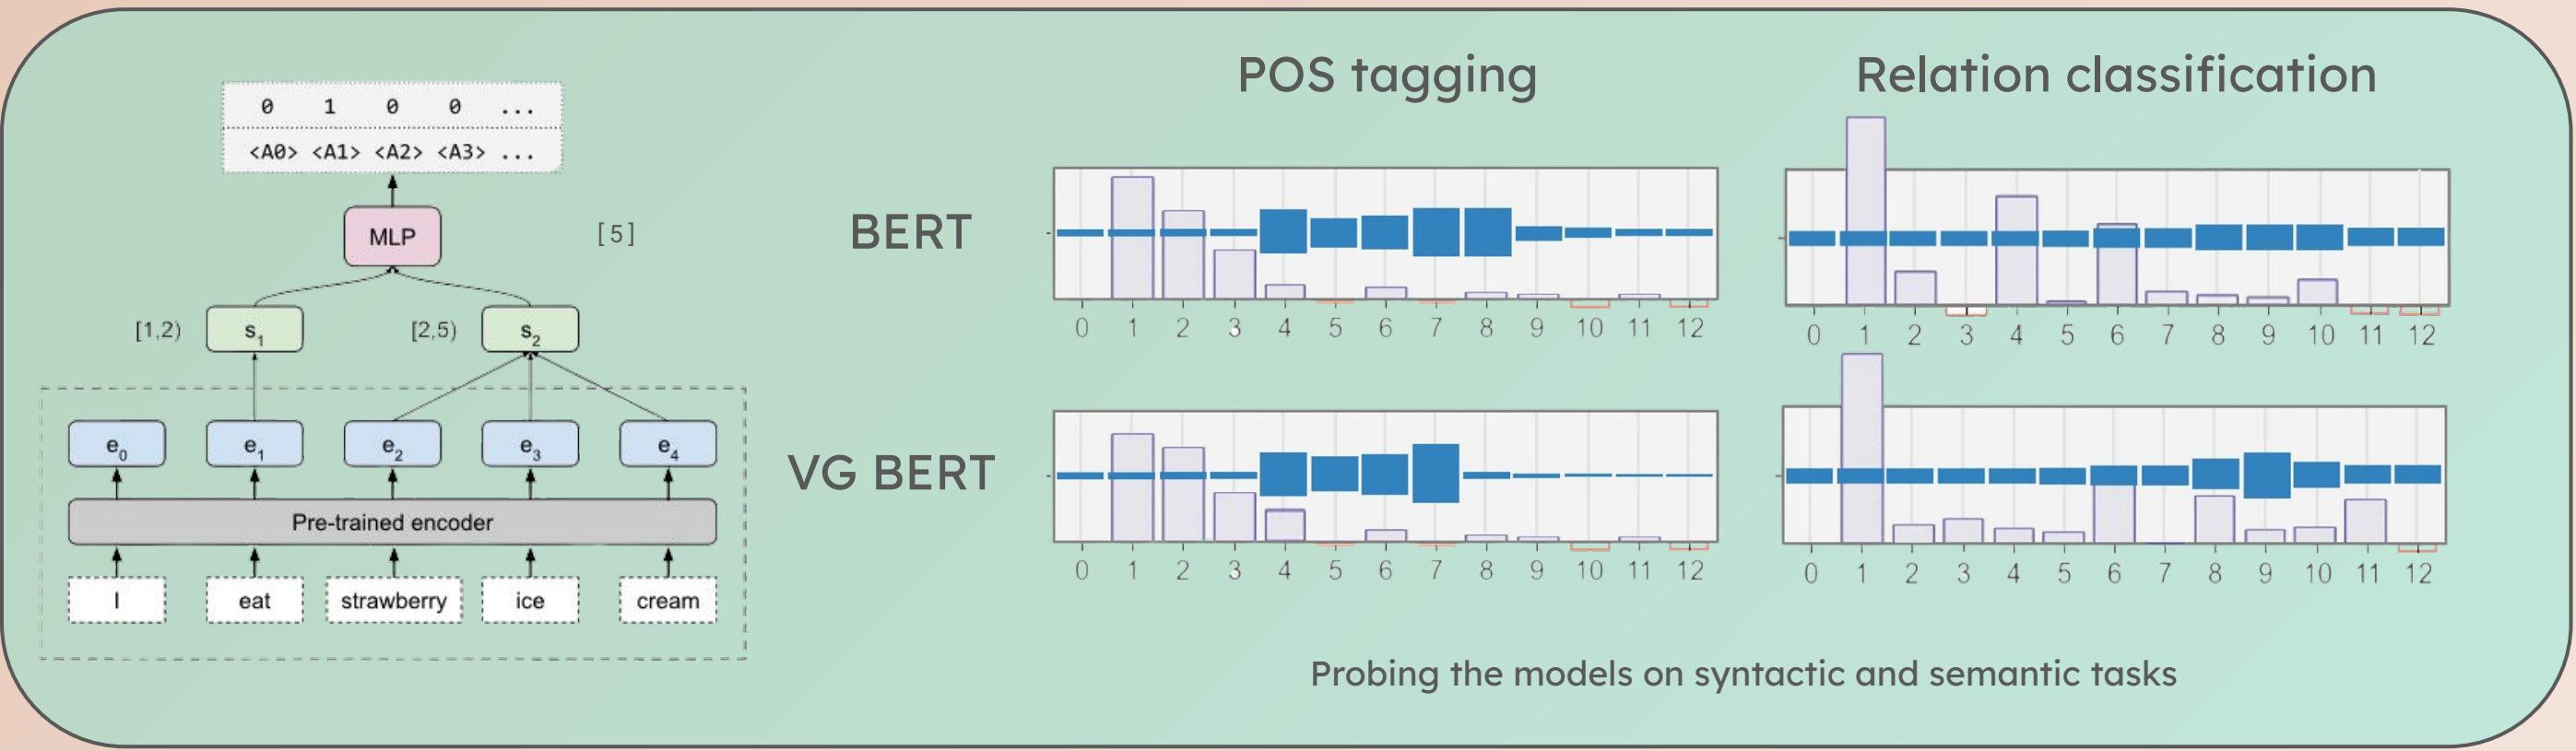 0 1 0 0 ...
<A0> <A1> <A2> <A3> ...
MLP
[5]
[1,2)
s1
[2,5)
s2
e0 e1 e2 e3 e4
Pre-trained encoder
I eat strawberry ice cream
POS tagging
Relation classification
BERT
0 1 2 3 4 5 6 7 8 9 10 11 12
0 1 2 3 4 5 6 7 8 9 10 11 12
VG BERT
0 1 2 3 4 5 6 7 8 9 10 11 12
0 1 2 3 4 5 6 7 8 9 10 11 12
Probing the models on syntactic and semantic tasks